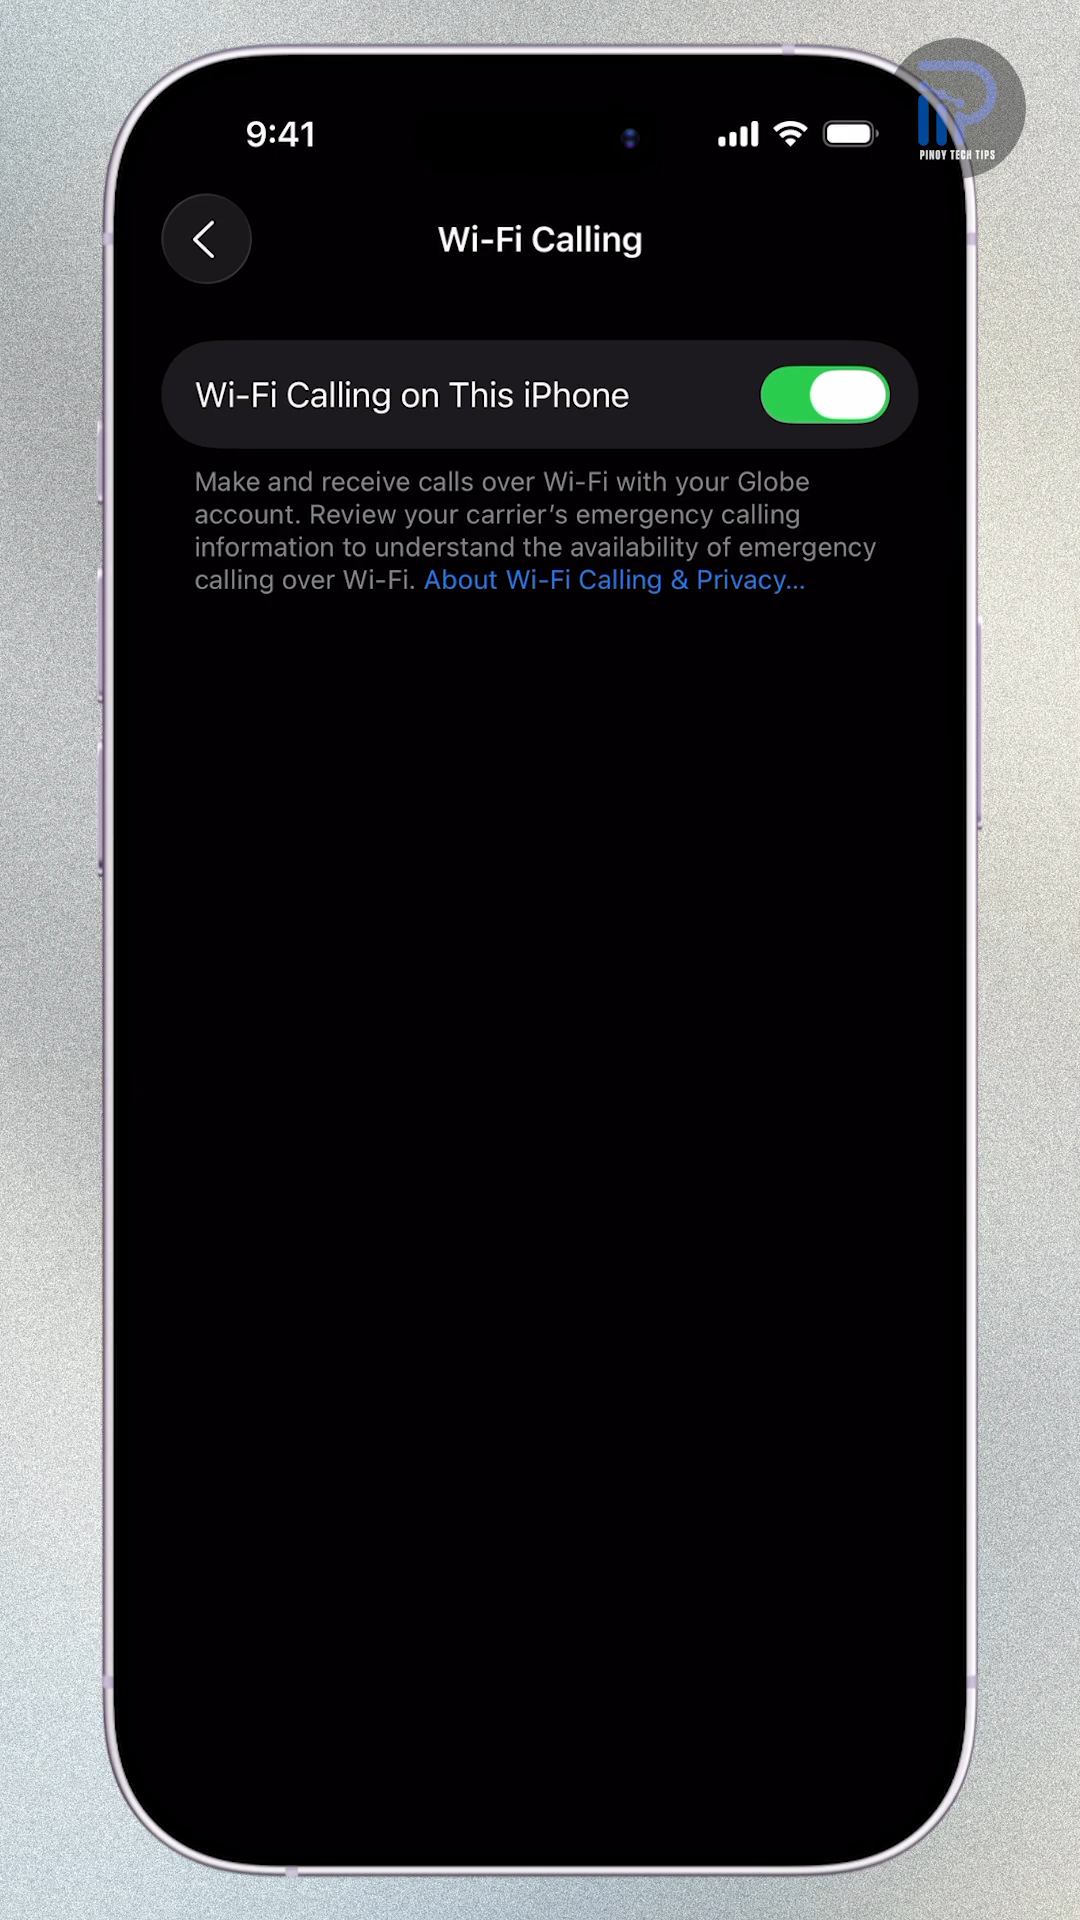 9:41
PINOY TECH TIPS
Wi-Fi Calling
Wi-Fi Calling on This iPhone
Make and receive calls over Wi-Fi with your Globe
account. Review your carrier's emergency calling
information to understand the availability of emergency
calling over Wi-Fi. About Wi-Fi Calling & Privacy...